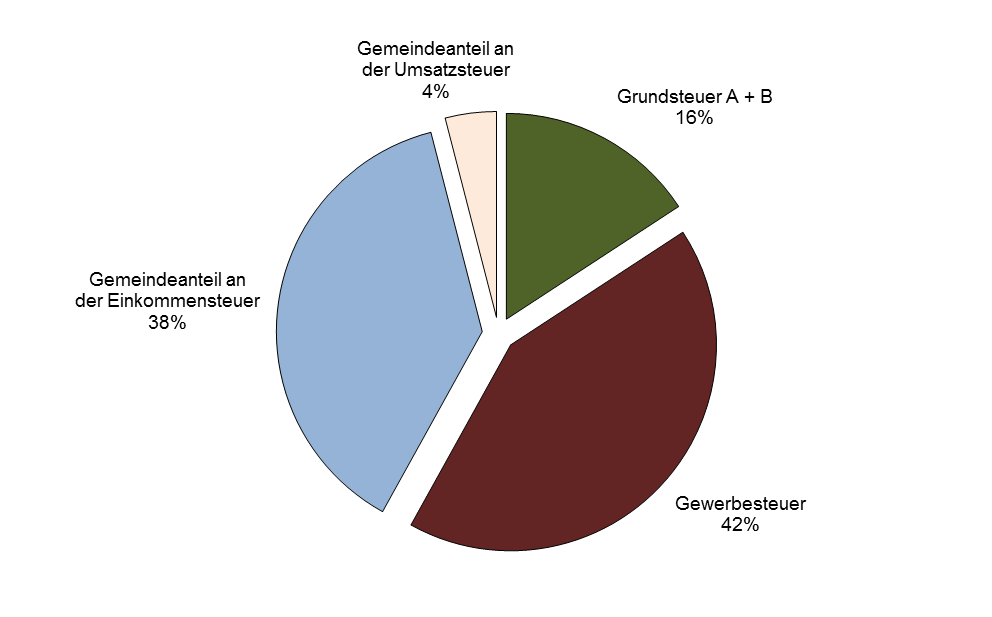 Gemeindeanteil an
der Umsatzsteuer
4%
Grundsteuer A + B
16%
Gemeindeanteil an
der Einkommensteuer
38%
Gewerbesteuer
42%